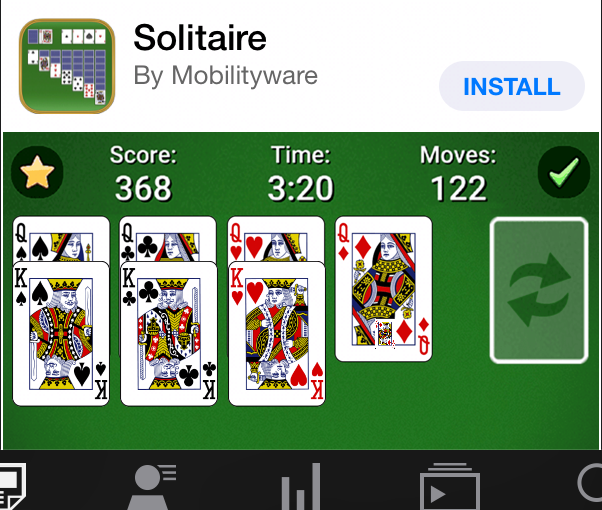 Solitaire
By Mobilityware
INSTALL
Score:
Time:
Moves:
368
3:20
122
Q
Q
Q
Q
K
K
K
Q
K
K
K